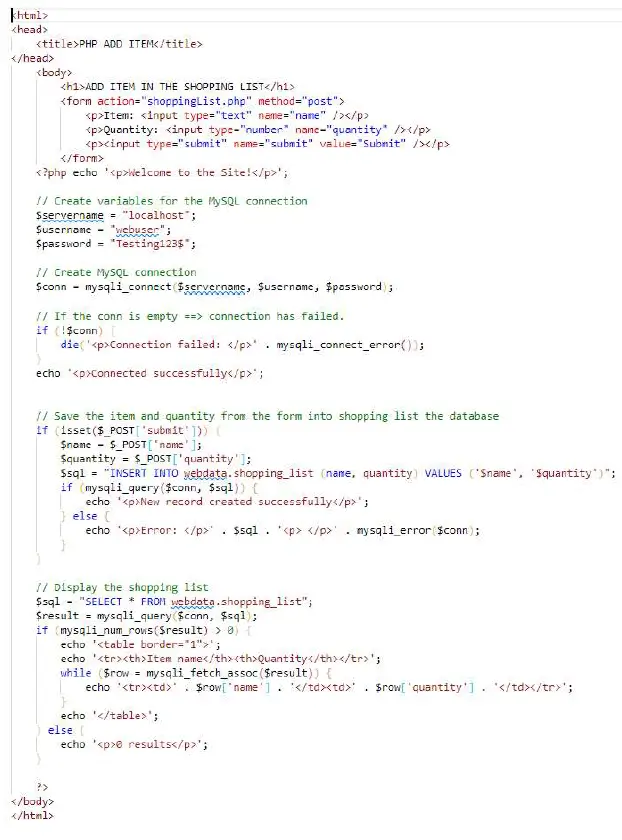 <html>
<head>
<title>PHP ADD ITEM</title>
</head>
<body>
<h1>ADD ITEM IN THE SHOPPING LIST</h1>
<form action="shoppingList.php" method="post">
<p>Item: <input type="text" name="name" /></p>
<p>Quantity: <input type="number" name="quantity" /></p>
<p><input type="submit" name="submit" value="Submit" /></p>
</form>
<?php echo '<p>Welcome to the Site!</p>';
// Create variables for the MySQL connection
$servername = "localhost";
$username = "webuser";
$password = "Testing123$";
// Create MySQL connection
$conn = mysqli_connect($servername, $username, $password);
// If the conn is empty ==> connection has failed.
if (!$conn) {
die('<p>Connection failed: </p>' . mysqli_connect_error());
}
echo '<p>Connected successfully</p>';
// Save the item and quantity from the form into shopping list the database
if (isset($_POST['submit'])) {
$name = $_POST['name'];
$quantity = $_POST['quantity'];
$sql = "INSERT INTO webdata.shopping_list (name, quantity) VALUES ('$name', '$quantity')";
if (mysqli_query($conn, $sql)) {
echo '<p>New record created successfully</p>';
} else {
echo '<p>Error: </p>' . $sql . '<p> </p>' . mysqli_error($conn);
}
}
// Display the shopping list
$sql = "SELECT * FROM webdata.shopping_list";
$result = mysqli_query($conn, $sql);
if (mysqli_num_rows($result) > 0) {
echo '<table border="1">';
echo '<tr><th>Item name</th><th>Quantity</th></tr>';
while ($row = mysqli_fetch_assoc($result)) {
echo '<tr><td>' . $row['name'] . '</td><td>' . $row['quantity'] . '</td></tr>';
}
echo '</table>';
} else {
echo '<p>0 results</p>';
}
?>
</body>
</html>